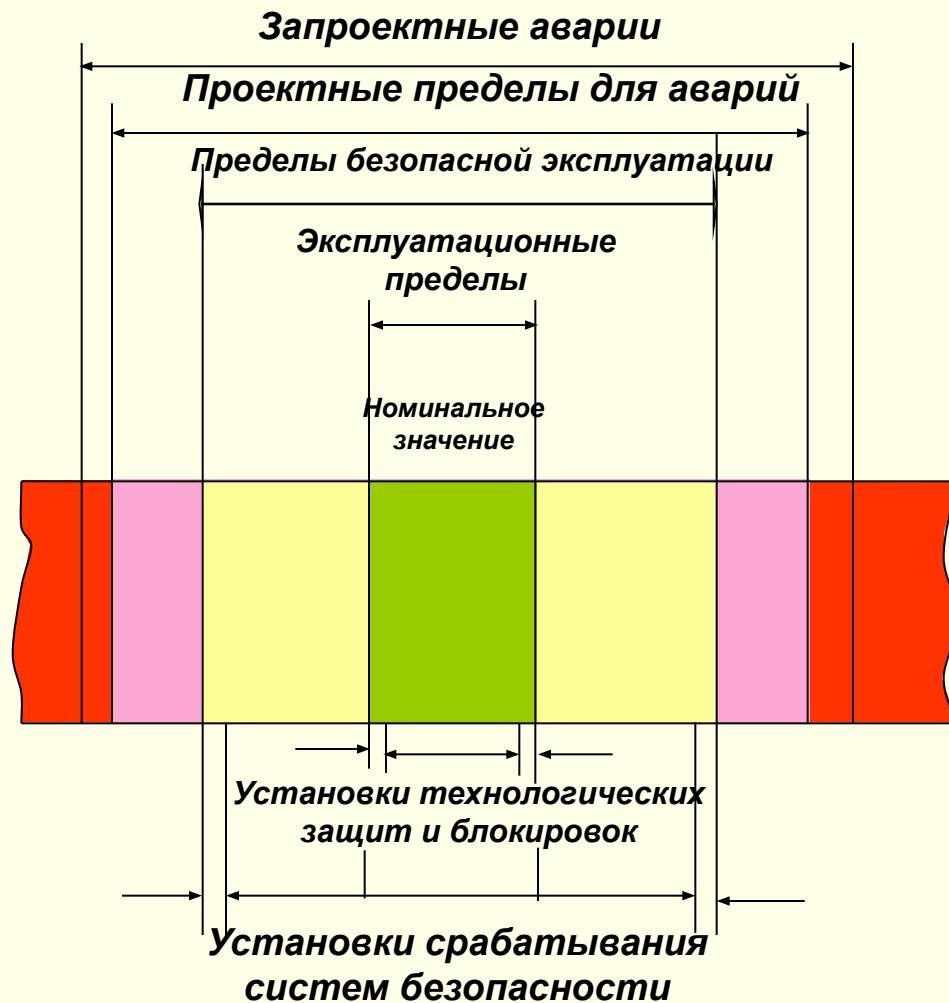 Запроектные аварии
Проектные пределы для аварий
Пределы безопасной эксплуатации
Эксплуатационные
пределы
Номинальное
значение
Установки технологических
защит и блокировок
Установки срабатывания
систем безопасности